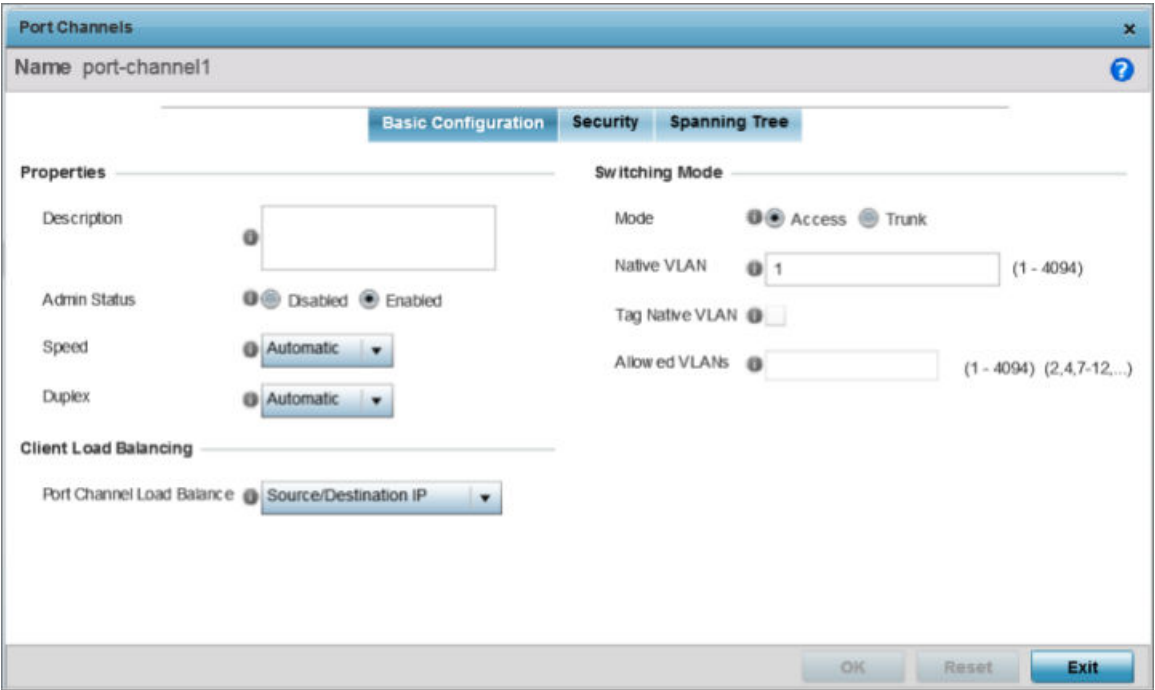 Port Channels
Name port-channel1
Basic Configuration Security Spanning Tree
Properties
Description
Admin Status Disabled Enabled
Speed Automatic
Duplex Automatic
Client Load Balancing
Port Channel Load Balance Source/Destination IP
Switching Mode
Mode Access Trunk
Native VLAN 1 (1 - 4094)
Tag Native VLAN
Allowed VLANs (1 - 4094) (2,4,7-12,...)
OK Reset Exit